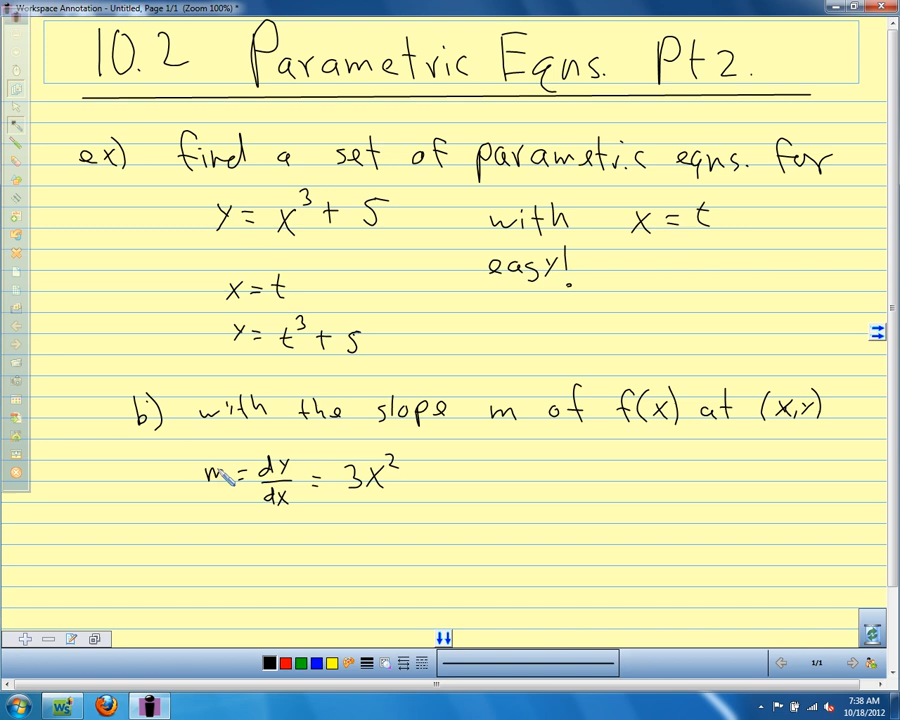 Workspace Annotation - Untitled, Page 1/1 (Zoom 100%) *
10.2 Parametric Eqns. Pt 2.
ex) find a set of parametric eqns. for
y = x³ + 5 with x = t
easy!
x = t
y = t³ + 5
b) with the slope m of f(x) at (x,y)
m = dy/dx = 3x²
1/1
7:38 AM
10/18/2012